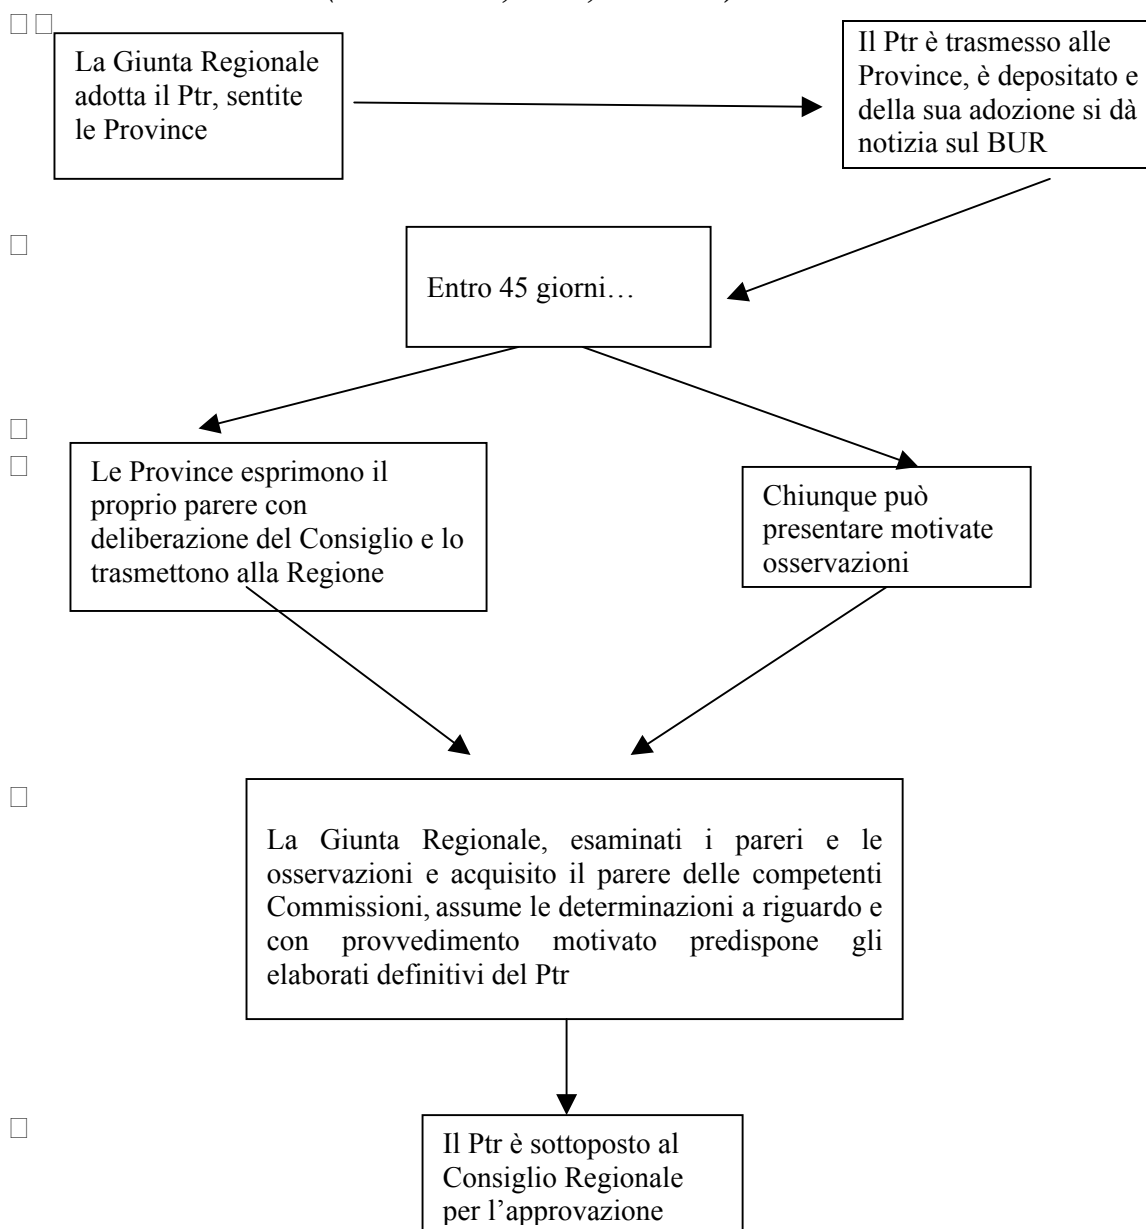 La Giunta Regionale
adotta il Ptr, sentite
le Province
Il Ptr è trasmesso alle
Province, è depositato e
della sua adozione si dà
notizia sul BUR
Entro 45 giorni…
Le Province esprimono il
proprio parere con
deliberazione del Consiglio e lo
trasmettono alla Regione
Chiunque può
presentare motivate
osservazioni
La Giunta Regionale, esaminati i pareri e le
osservazioni e acquisito il parere delle competenti
Commissioni, assume le determinazioni a riguardo e
con provvedimento motivato predispone gli
elaborati definitivi del Ptr
Il Ptr è sottoposto al
Consiglio Regionale
per l’approvazione